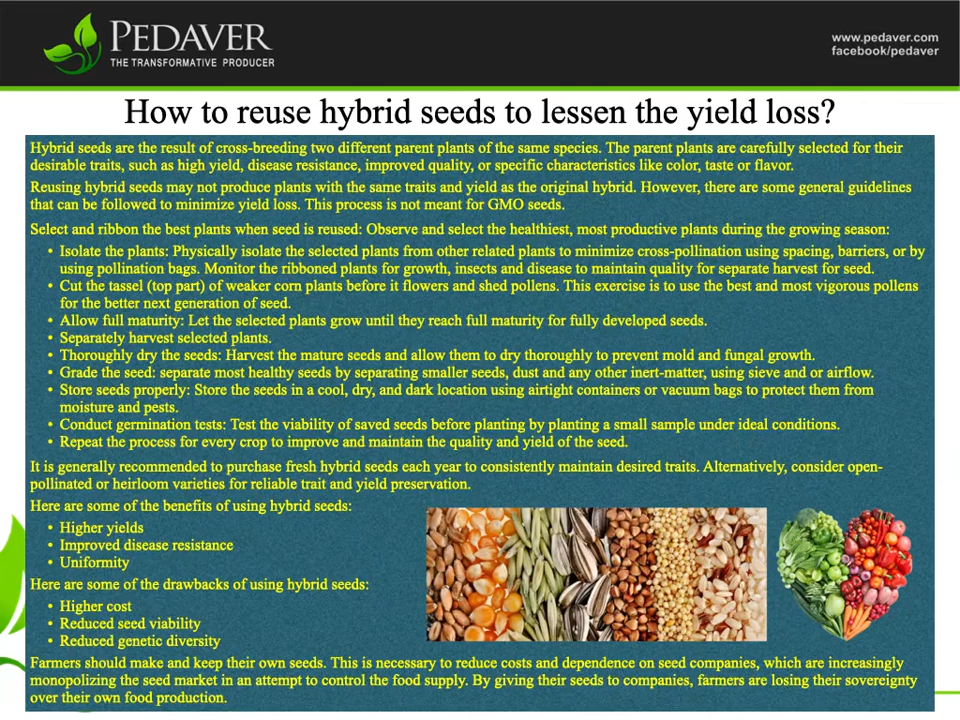 PEDAVER
THE TRANSFORMATIVE PRODUCER
www.pedaver.com
facebook/pedaver
How to reuse hybrid seeds to lessen the yield loss?
Hybrid seeds are the result of cross-breeding two different parent plants of the same species. The parent plants are carefully selected for their
desirable traits, such as high yield, disease resistance, improved quality, or specific characteristics like color, taste or flavor.
Reusing hybrid seeds may not produce plants with the same traits and yield as the original hybrid. However, there are some general guidelines
that can be followed to minimize yield loss. This process is not meant for GMO seeds.
Select and ribbon the best plants when seed is reused: Observe and select the healthiest, most productive plants during the growing season:
• Isolate the plants: Physically isolate the selected plants from other related plants to minimize cross-pollination using spacing, barriers, or by
using pollination bags. Monitor the ribboned plants for growth, insects and disease to maintain quality for separate harvest for seed.
• Cut the tassel (top part) of weaker corn plants before it flowers and shed pollens. This exercise is to use the best and most vigorous pollens
for the better next generation of seed.
• Allow full maturity: Let the selected plants grow until they reach full maturity for fully developed seeds.
• Separately harvest selected plants.
• Thoroughly dry the seeds: Harvest the mature seeds and allow them to dry thoroughly to prevent mold and fungal growth.
• Grade the seed: separate most healthy seeds by separating smaller seeds, dust and any other inert-matter, using sieve and or airflow.
• Store seeds properly: Store the seeds in a cool, dry, and dark location using airtight containers or vacuum bags to protect them from
moisture and pests.
• Conduct germination tests: Test the viability of saved seeds before planting by planting a small sample under ideal conditions.
• Repeat the process for every crop to improve and maintain the quality and yield of the seed.
It is generally recommended to purchase fresh hybrid seeds each year to consistently maintain desired traits. Alternatively, consider open-
pollinated or heirloom varieties for reliable trait and yield preservation.
Here are some of the benefits of using hybrid seeds:
• Higher yields
• Improved disease resistance
• Uniformity
Here are some of the drawbacks of using hybrid seeds:
• Higher cost
• Reduced seed viability
• Reduced genetic diversity
Farmers should make and keep their own seeds. This is necessary to reduce costs and dependence on seed companies, which are increasingly
monopolizing the seed market in an attempt to control the food supply. By giving their seeds to companies, farmers are losing their sovereignty
over their own food production.